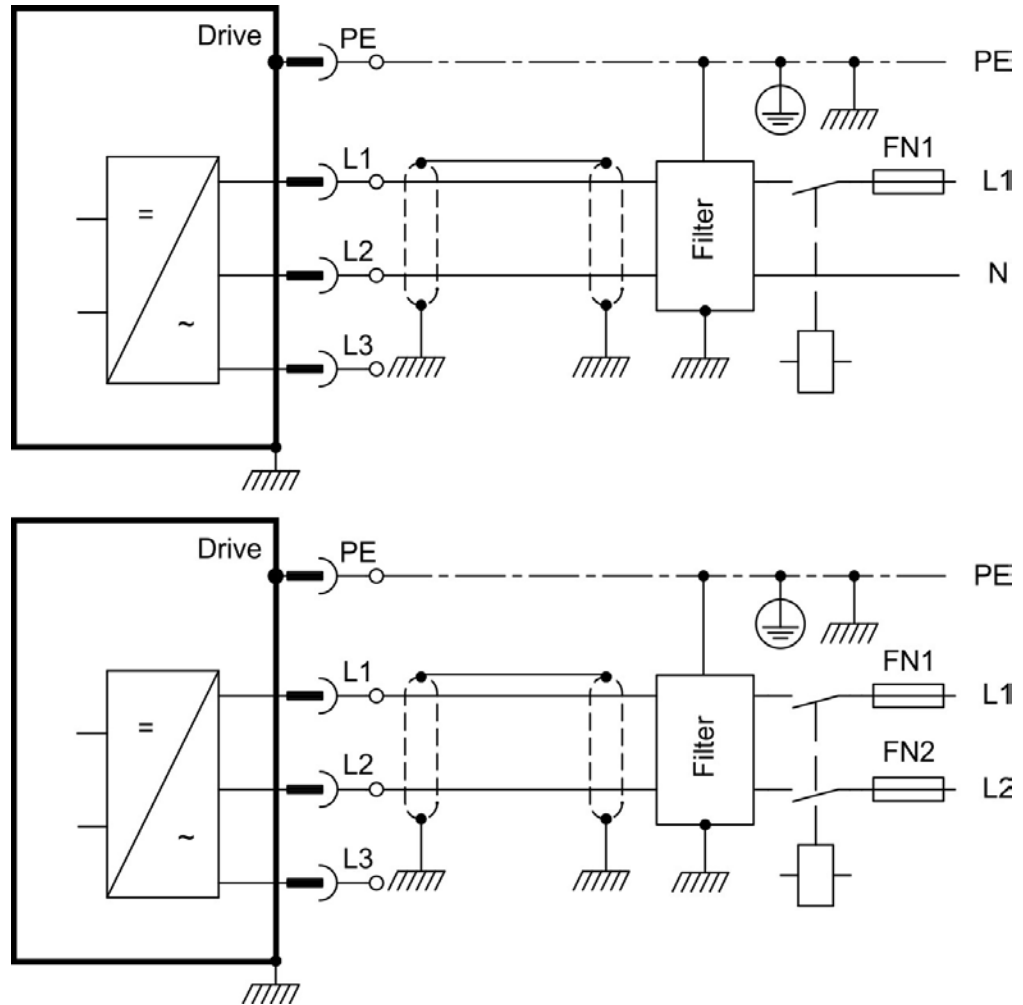 Drive PE PE
L1 FN1 L1
=
L2 Filter N
~
L3
Drive PE PE
L1 FN1 L1
=
L2 Filter FN2 L2
~
L3